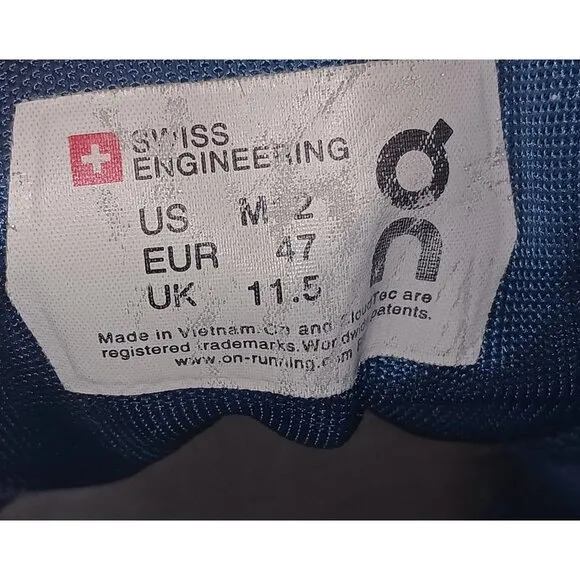 SWISS
ENGINEERING
US M 2
EUR 47
UK 11.5
on
Made in Vietnam. On and CloudTec are
registered trademarks. Worldwide patents.
www.on-running.com